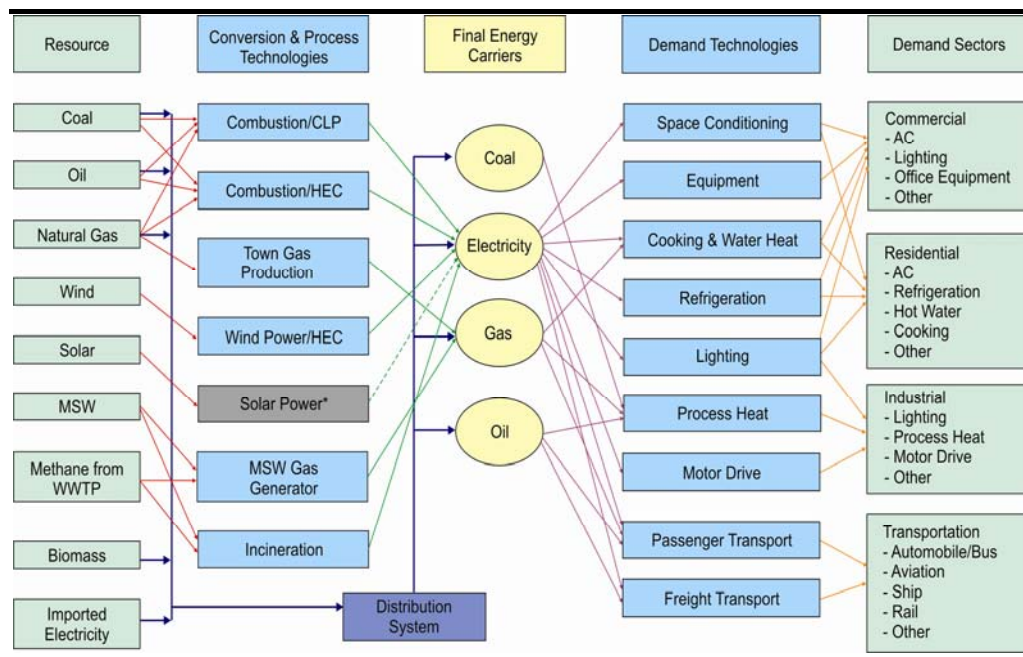 Resource
Conversion & Process
Technologies
Final Energy
Carriers
Demand Technologies
Demand Sectors
Coal
Oil
Natural Gas
Wind
Solar
MSW
Methane from
WWTP
Biomass
Imported
Electricity
Combustion/CLP
Combustion/HEC
Town Gas
Production
Wind Power/HEC
Solar Power*
MSW Gas
Generator
Incineration
Distribution
System
Coal
Electricity
Gas
Oil
Space Conditioning
Equipment
Cooking & Water Heat
Refrigeration
Lighting
Process Heat
Motor Drive
Passenger Transport
Freight Transport
Commercial
- AC
- Lighting
- Office Equipment
- Other
Residential
- AC
- Refrigeration
- Hot Water
- Cooking
- Other
Industrial
- Lighting
- Process Heat
- Motor Drive
- Other
Transportation
- Automobile/Bus
- Aviation
- Ship
- Rail
- Other